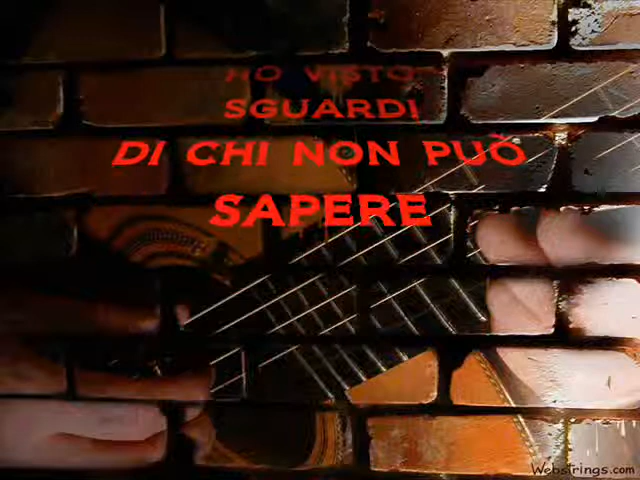 HO VISTO
SGUARDI
DI CHI NON PUÒ
SAPERE
Webstrings.com